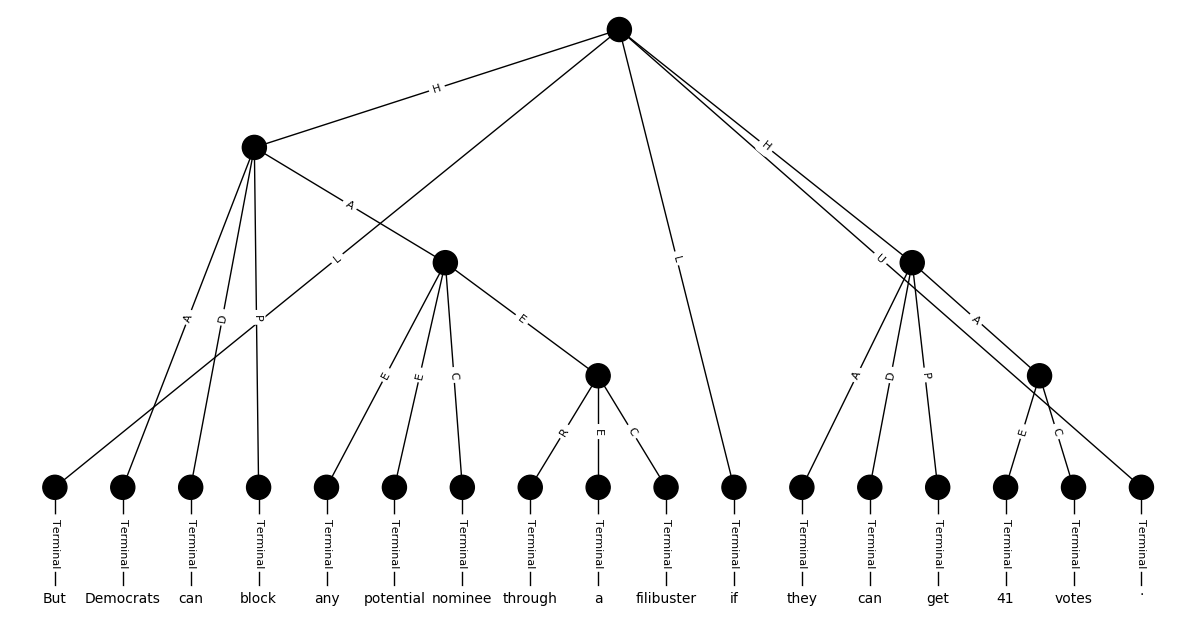 H
H
A
L
L
U
A
D
P
E
A
E
E
C
A
D
P
R
E
C
E
C
Terminal Terminal Terminal Terminal Terminal Terminal Terminal Terminal Terminal Terminal Terminal Terminal Terminal Terminal Terminal Terminal Terminal
But Democrats can block any potential nominee through a filibuster if they can get 41 votes .